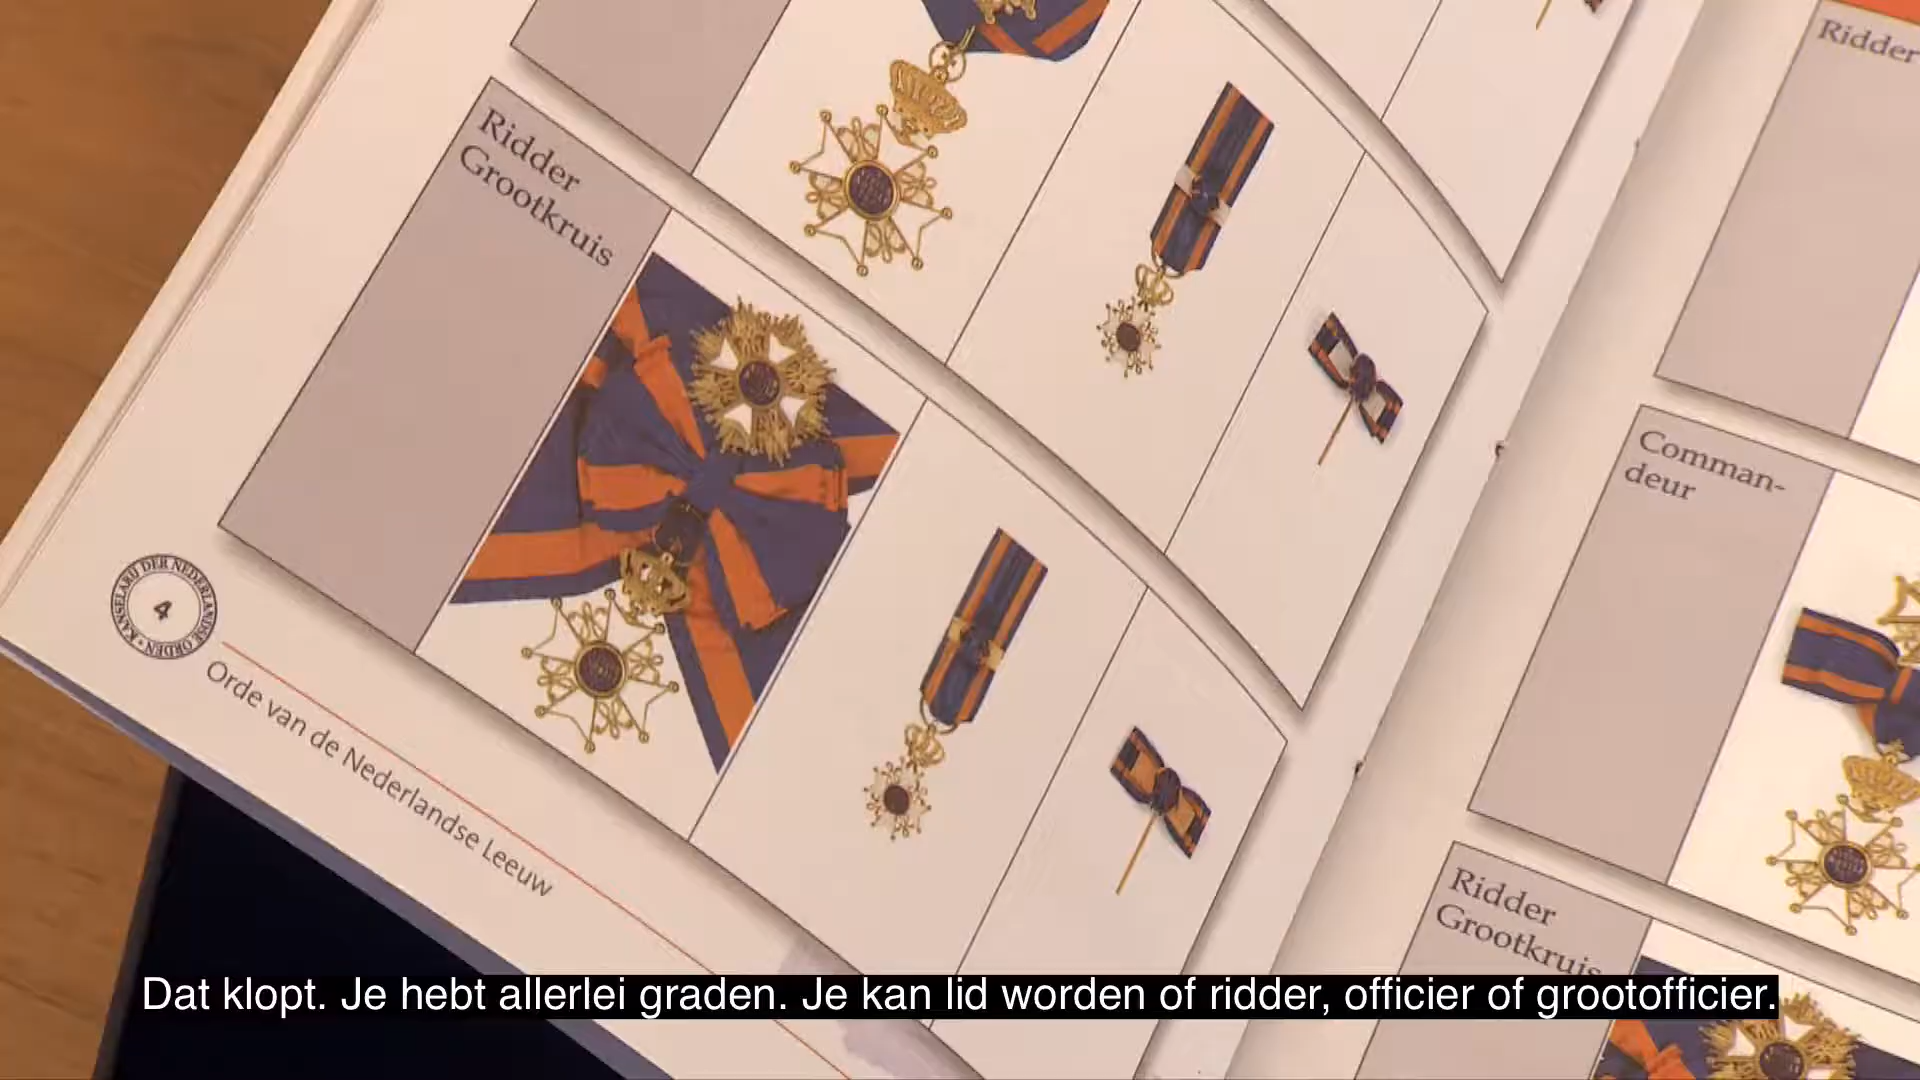 Ridder
Grootkruis
Ridder
Comman-
deur
Ridder
Grootkruis
KANSELARIJ DER NEDERLANDSE ORDEN
4
Orde van de Nederlandse Leeuw
Dat klopt. Je hebt allerlei graden. Je kan lid worden of ridder, officier of grootofficier.